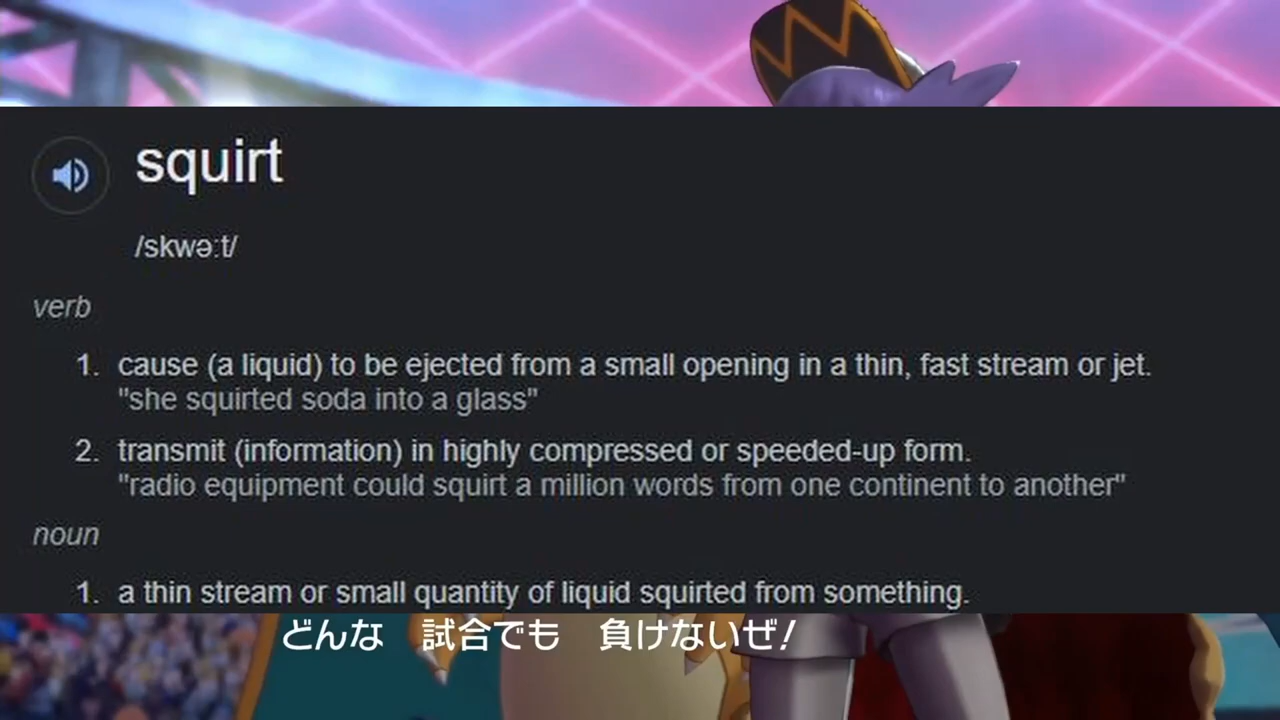 squirt
/skwəːt/
verb
1. cause (a liquid) to be ejected from a small opening in a thin, fast stream or jet.
"she squirted soda into a glass"
2. transmit (information) in highly compressed or speeded-up form.
"radio equipment could squirt a million words from one continent to another"
noun
1. a thin stream or small quantity of liquid squirted from something.
どんな 試合でも 負けないぜ!